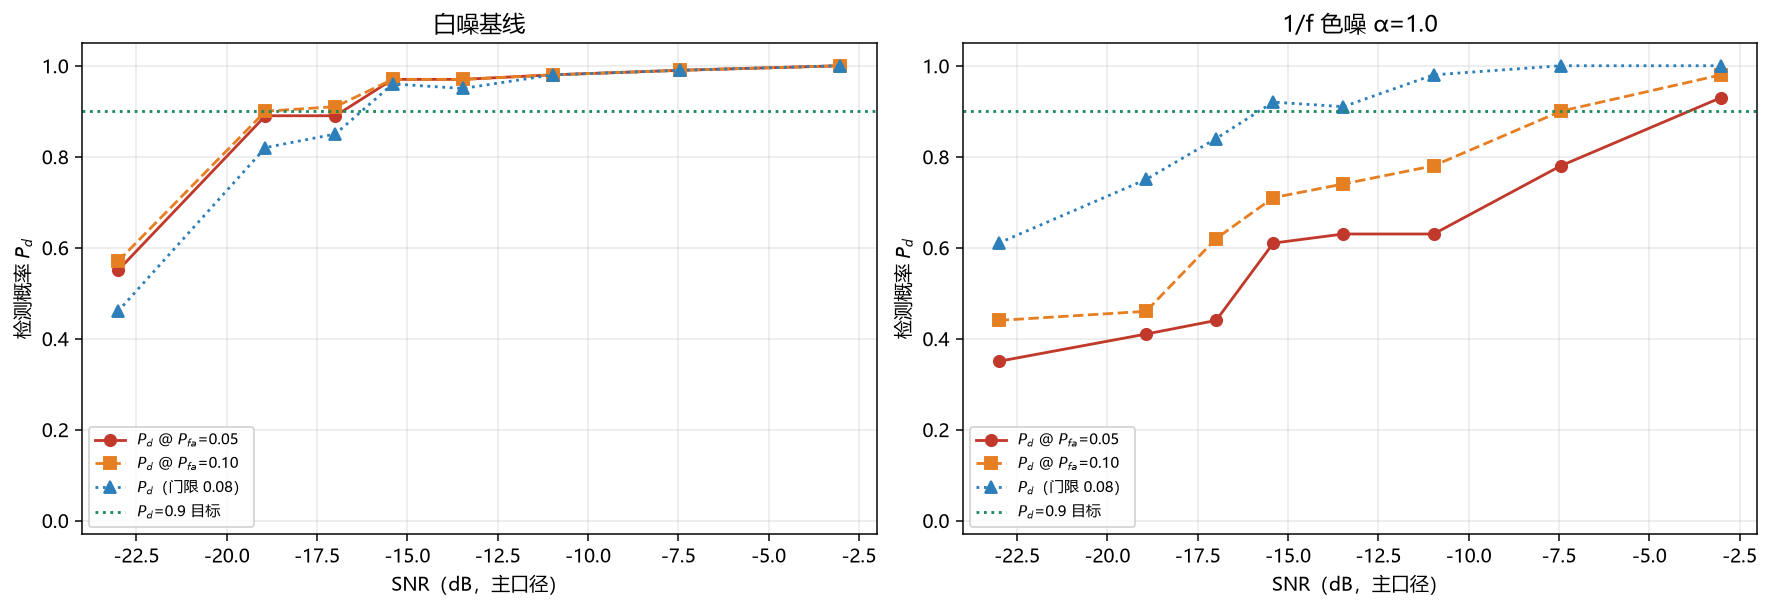 白噪基线
1.0
0.8
0.6
0.4
0.2
0.0
检测概率 P_d
P_d @ P_fa=0.05
P_d @ P_fa=0.10
P_d（门限 0.08）
P_d=0.9 目标
-22.5 -20.0 -17.5 -15.0 -12.5 -10.0 -7.5 -5.0 -2.5
SNR（dB，主口径）
1/f 色噪 α=1.0
1.0
0.8
0.6
0.4
0.2
0.0
检测概率 P_d
P_d @ P_fa=0.05
P_d @ P_fa=0.10
P_d（门限 0.08）
P_d=0.9 目标
-22.5 -20.0 -17.5 -15.0 -12.5 -10.0 -7.5 -5.0 -2.5
SNR（dB，主口径）